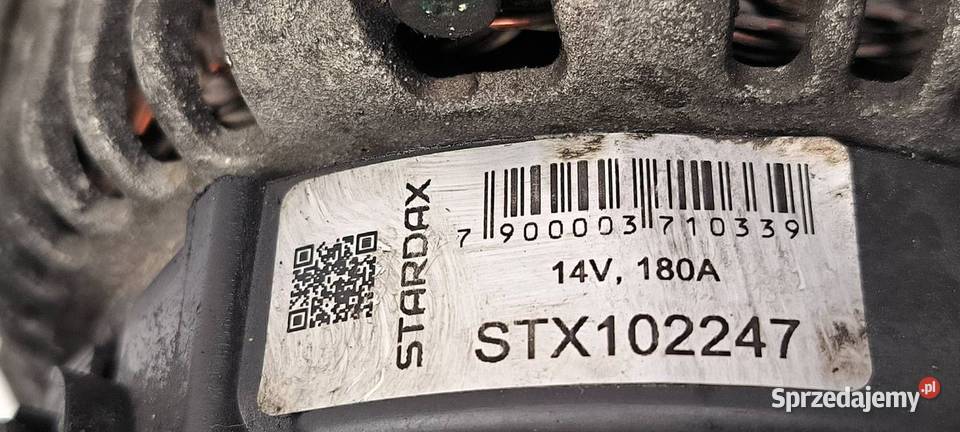 STARDAX
7 900003 710339
14V, 180A
STX102247
Sprzedajemy.pl